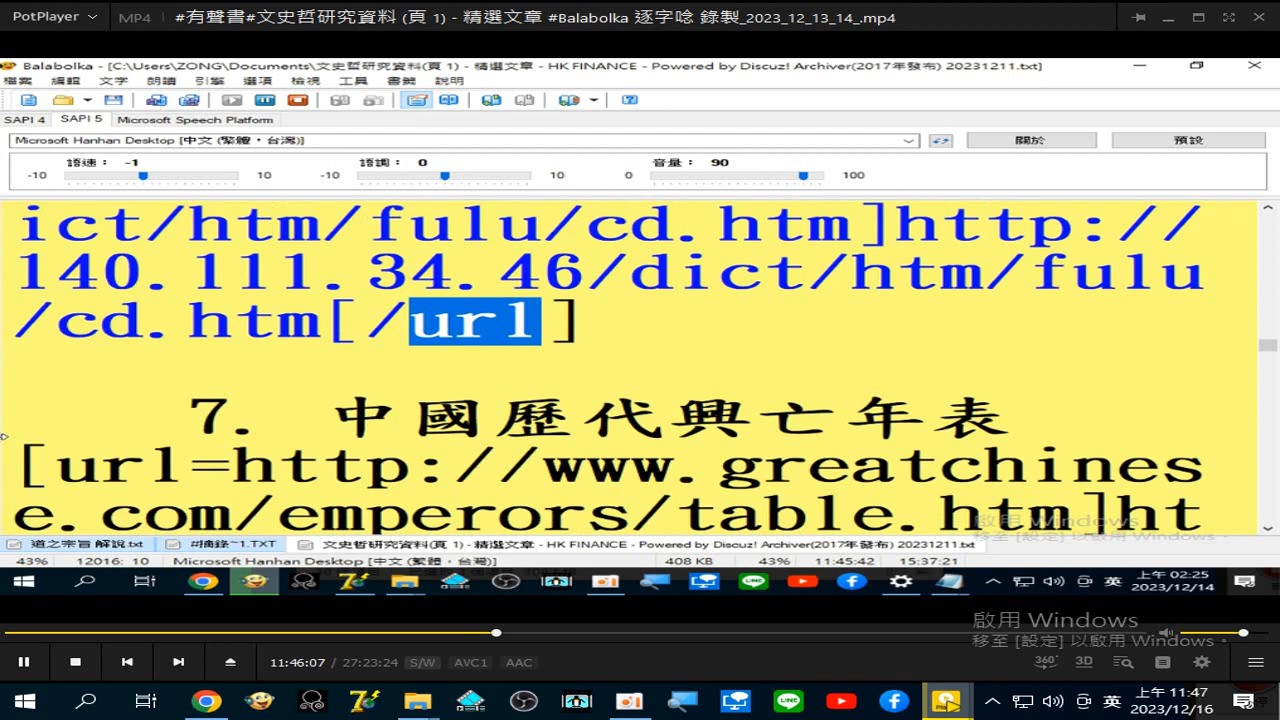 PotPlayer MP4 #有聲書#文史哲研究資料 (頁 1) - 精選文章 #Balabolka 逐字唸 錄製_2023_12_13_14_.mp4
Balabolka - [C:\Users\ZONG\Documents\文史哲研究資料(頁 1) - 精選文章 - HK FINANCE - Powered by Discuz! Archiver(2017年發布) 20231211.txt]
檔案 編輯 文字 朗讀 引擎 選項 檢視 工具 書籤 說明
SAPI 4 SAPI 5 Microsoft Speech Platform
Microsoft Hanhan Desktop [中文 (繁體，台灣)] 關於 預設
語速： -1 語調： 0 音量： 90
-10 10 -10 10 0 100
ict/htm/fulu/cd.htm]http://
140.111.34.46/dict/htm/fulu
/cd.htm[/url]
7. 中國歷代興亡年表
[url=http://www.greatchines
e.com/emperors/table.htm]ht
啟用 Windows
移至 [設定] 以啟用 Windows。
道之宗旨 解說.txt #摘錄~1.TXT 文史哲研究資料(頁 1) - 精選文章 - HK FINANCE - Powered by Discuz! Archiver(2017年發布) 20231211.txt
43% 12016: 10 Microsoft Hanhan Desktop [中文 (繁體，台灣)] 408 KB 43% 11:45:42 15:37:21
英 上午 02:25
2023/12/14
啟用 Windows
移至 [設定] 以啟用 Windows。
11:46:07 / 27:23:24 S/W AVC1 AAC 360° 3D
英 上午 11:47
2023/12/16